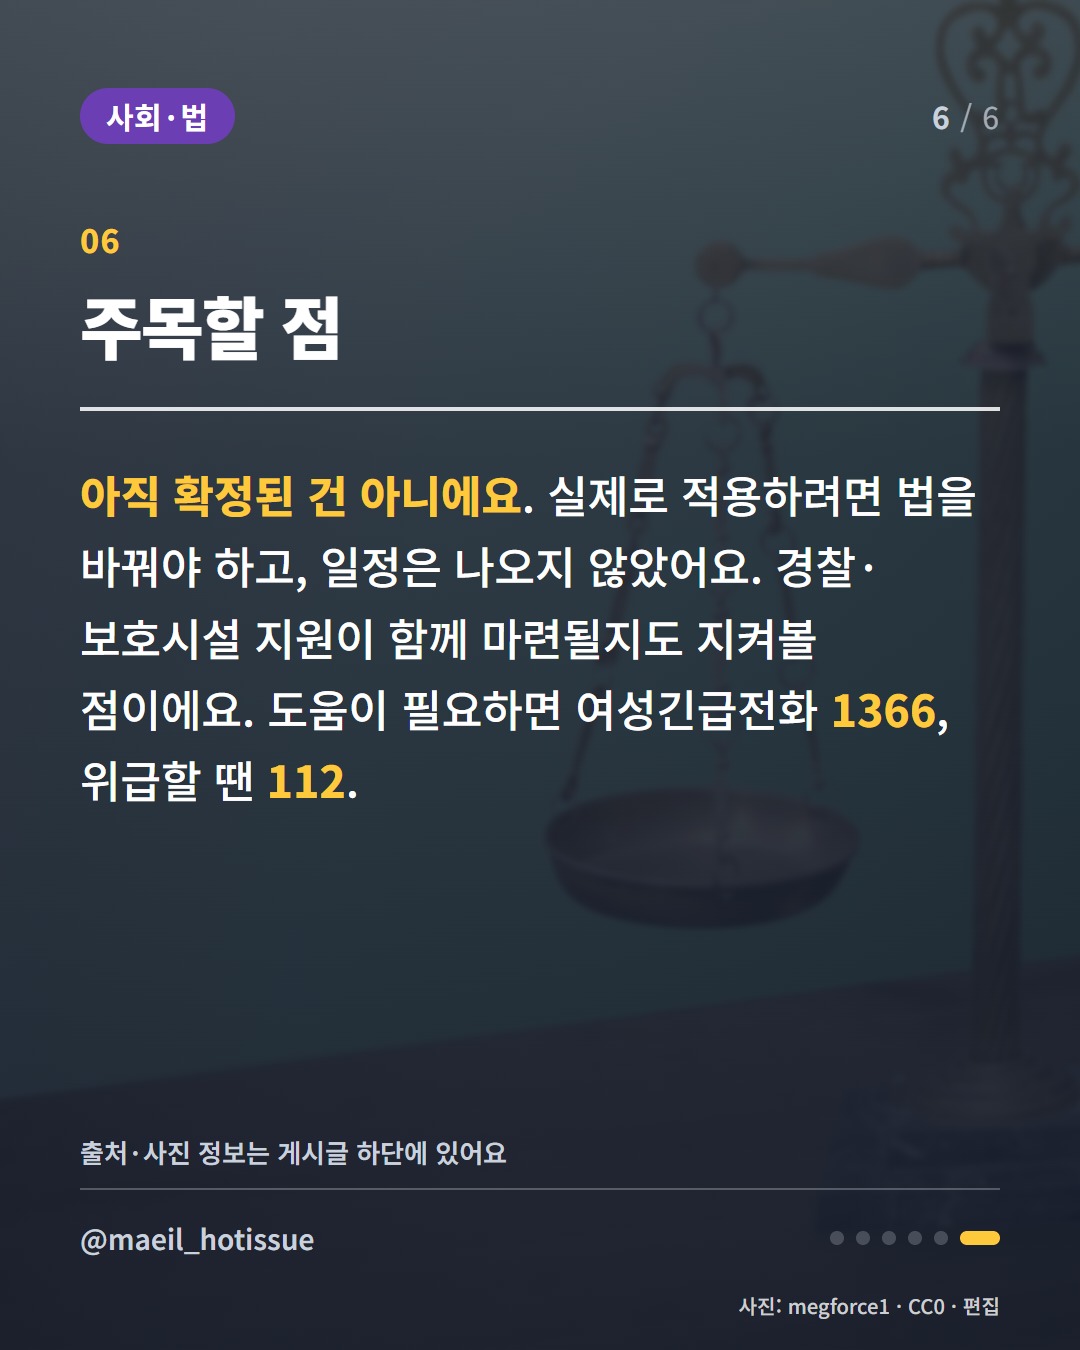 사회·법
6 / 6
06
주목할 점
아직 확정된 건 아니에요. 실제로 적용하려면 법을
바꿔야 하고, 일정은 나오지 않았어요. 경찰·
보호시설 지원이 함께 마련될지도 지켜볼
점이에요. 도움이 필요하면 여성긴급전화 1366,
위급할 땐 112.
출처·사진 정보는 게시글 하단에 있어요
@maeil_hotissue
사진: megforce1 · CC0 · 편집